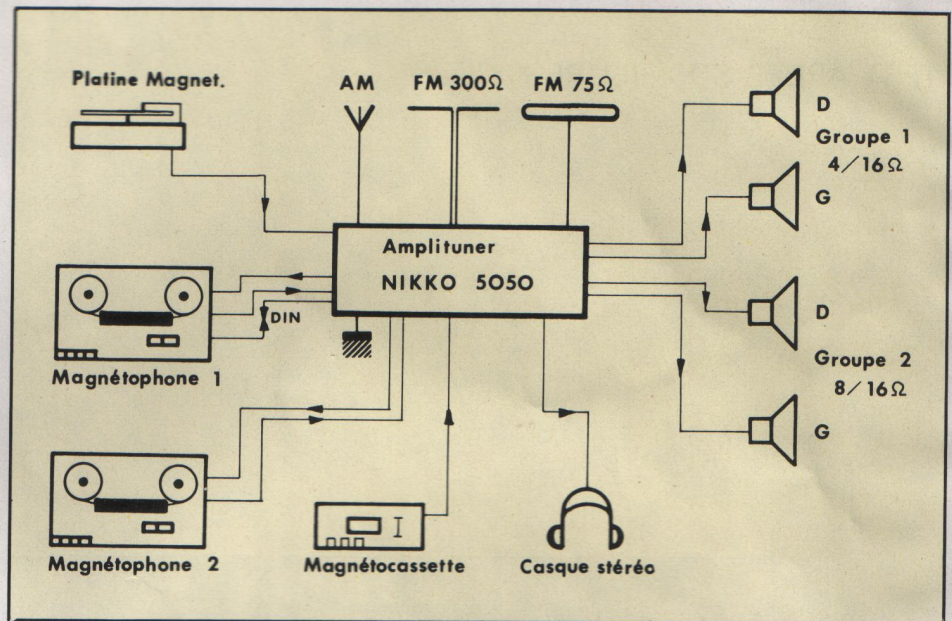 Platine Magnet.
AM
FM 300Ω
FM 75Ω
D
Groupe 1
4/16Ω
G
Amplituner
NIKKO 5050
DIN
Magnétophone 1
D
Groupe 2
8/16Ω
G
Magnétophone 2
Magnétocassette
Casque stéréo